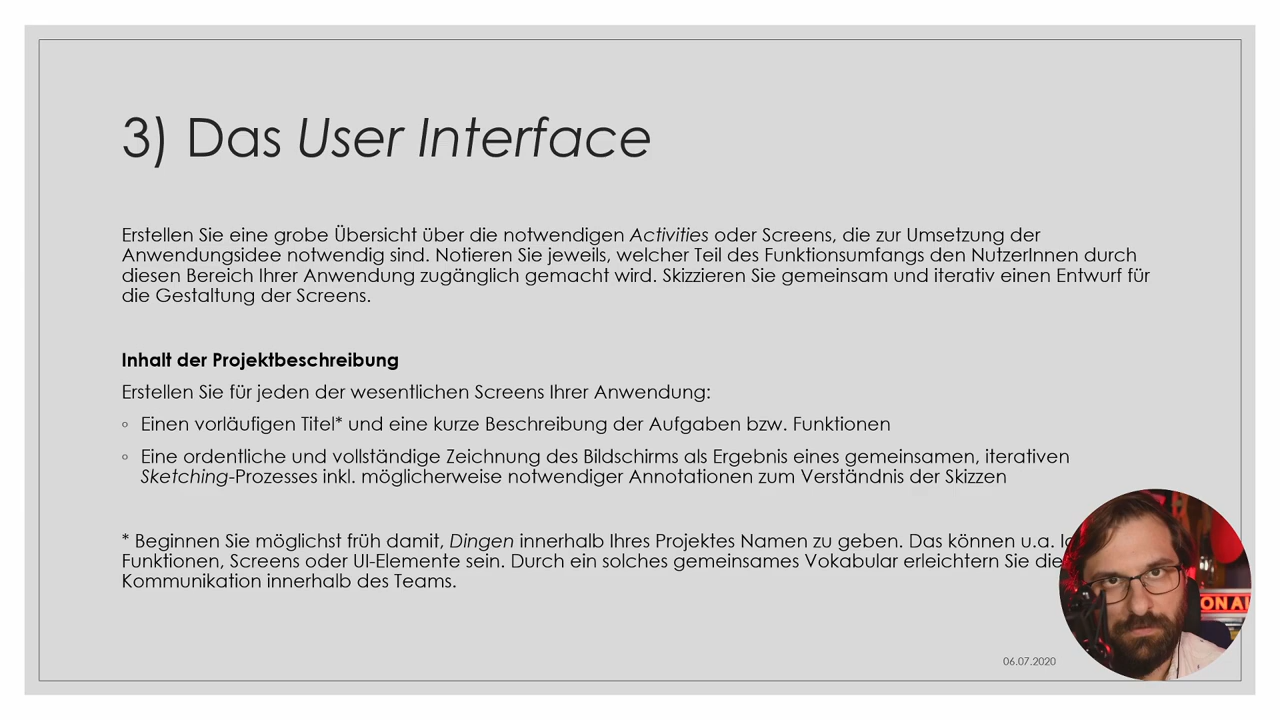 3) Das User Interface
Erstellen Sie eine grobe Übersicht über die notwendigen Activities oder Screens, die zur Umsetzung der
Anwendungsidee notwendig sind. Notieren Sie jeweils, welcher Teil des Funktionsumfangs den NutzerInnen durch
diesen Bereich Ihrer Anwendung zugänglich gemacht wird. Skizzieren Sie gemeinsam und iterativ einen Entwurf für
die Gestaltung der Screens.
Inhalt der Projektbeschreibung
Erstellen Sie für jeden der wesentlichen Screens Ihrer Anwendung:
◦ Einen vorläufigen Titel* und eine kurze Beschreibung der Aufgaben bzw. Funktionen
◦ Eine ordentliche und vollständige Zeichnung des Bildschirms als Ergebnis eines gemeinsamen, iterativen
Sketching-Prozesses inkl. möglicherweise notwendiger Annotationen zum Verständnis der Skizzen
* Beginnen Sie möglichst früh damit, Dingen innerhalb Ihres Projektes Namen zu geben. Das können u.a.
Funktionen, Screens oder UI-Elemente sein. Durch ein solches gemeinsames Vokabular erleichtern Sie die
Kommunikation innerhalb des Teams.
ON A
06.07.2020